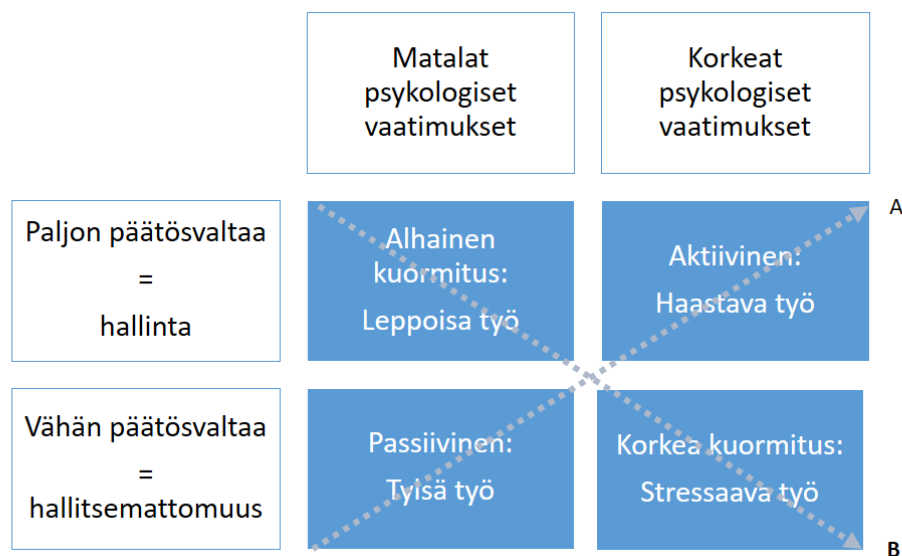 Matalat
psykologiset
vaatimukset
Korkeat
psykologiset
vaatimukset
Paljon päätösvaltaa
=
hallinta
Alhainen
kuormitus:
Leppoisa työ
Aktiivinen:
Haastava työ
A
Vähän päätösvaltaa
=
hallitsemattomuus
Passiivinen:
Tylsä työ
Korkea kuormitus:
Stressaava työ
B